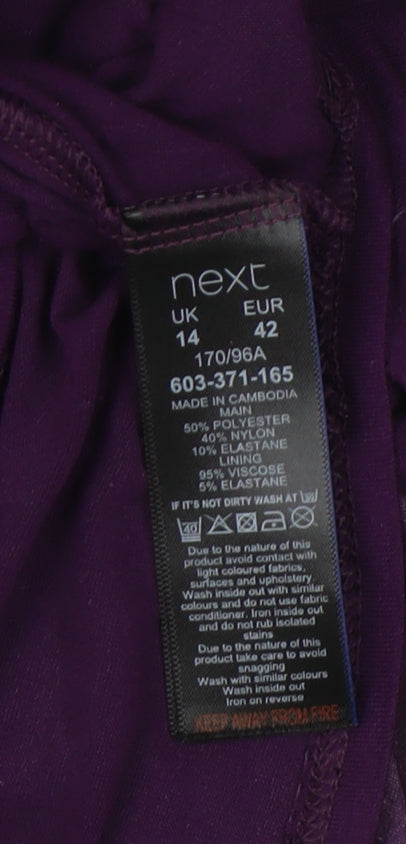 next
UK EUR
14 42
170/96A
603-371-165
MADE IN CAMBODIA
MAIN
50% POLYESTER
40% NYLON
10% ELASTANE
LINING
95% VISCOSE
5% ELASTANE
IF IT'S NOT DIRTY WASH AT 30
40
Due to the nature of this
product avoid contact with
light coloured fabrics,
surfaces and upholstery.
Wash inside out with similar
colours and do not use fabric
conditioner. Iron inside out
and do not rub isolated
stains
Due to the nature of this
product take care to avoid
snagging
Wash with similar colours
Wash inside out
Iron on reverse
KEEP AWAY FROM FIRE